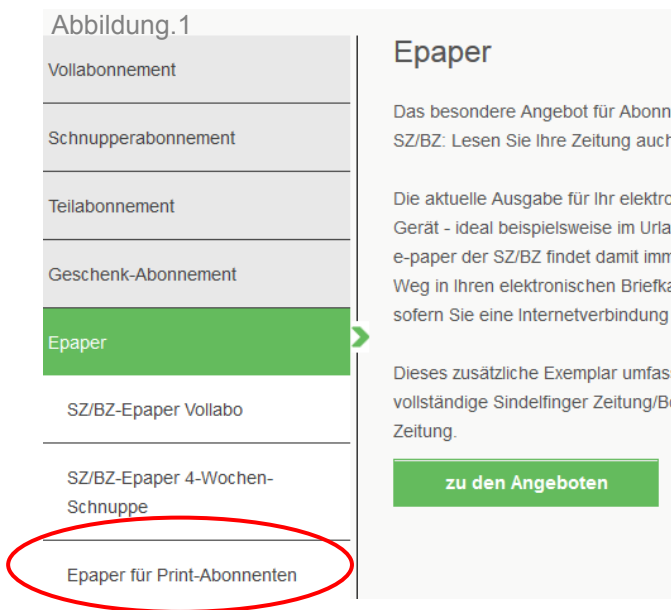 Abbildung.1
Vollabonnement
Schnupperabonnement
Teilabonnement
Geschenk-Abonnement
Epaper
SZ/BZ-Epaper Vollabo
SZ/BZ-Epaper 4-Wochen-
Schnuppe
Epaper für Print-Abonnenten
Epaper
Das besondere Angebot für Abonn
SZ/BZ: Lesen Sie Ihre Zeitung auch
Die aktuelle Ausgabe für Ihr elektro
Gerät - ideal beispielsweise im Urla
e-paper der SZ/BZ findet damit imm
Weg in Ihren elektronischen Briefka
sofern Sie eine Internetverbindung
Dieses zusätzliche Exemplar umfas
vollständige Sindelfinger Zeitung/B
Zeitung.
zu den Angeboten